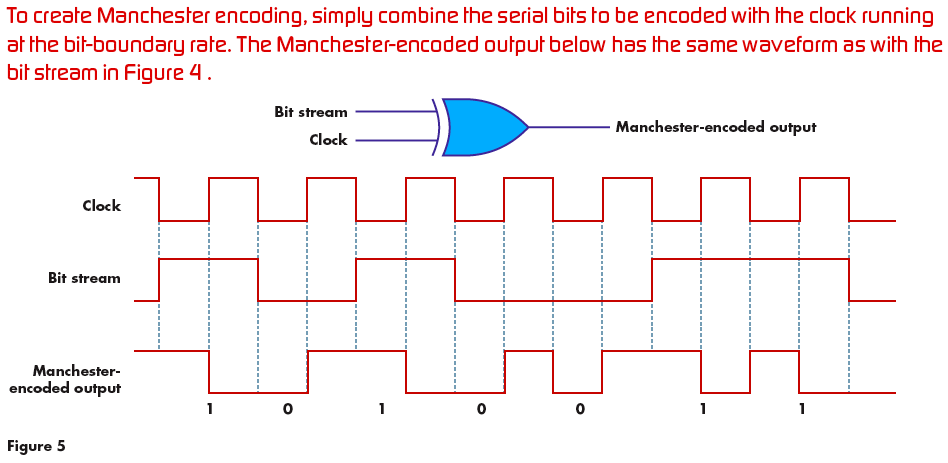 To create Manchester encoding, simply combine the serial bits to be encoded with the clock running
at the bit-boundary rate. The Manchester-encoded output below has the same waveform as with the
bit stream in Figure 4 .
Bit stream
Clock
Manchester-encoded output
Clock
Bit stream
Manchester-
encoded output
1 0 1 0 0 1 1
Figure 5